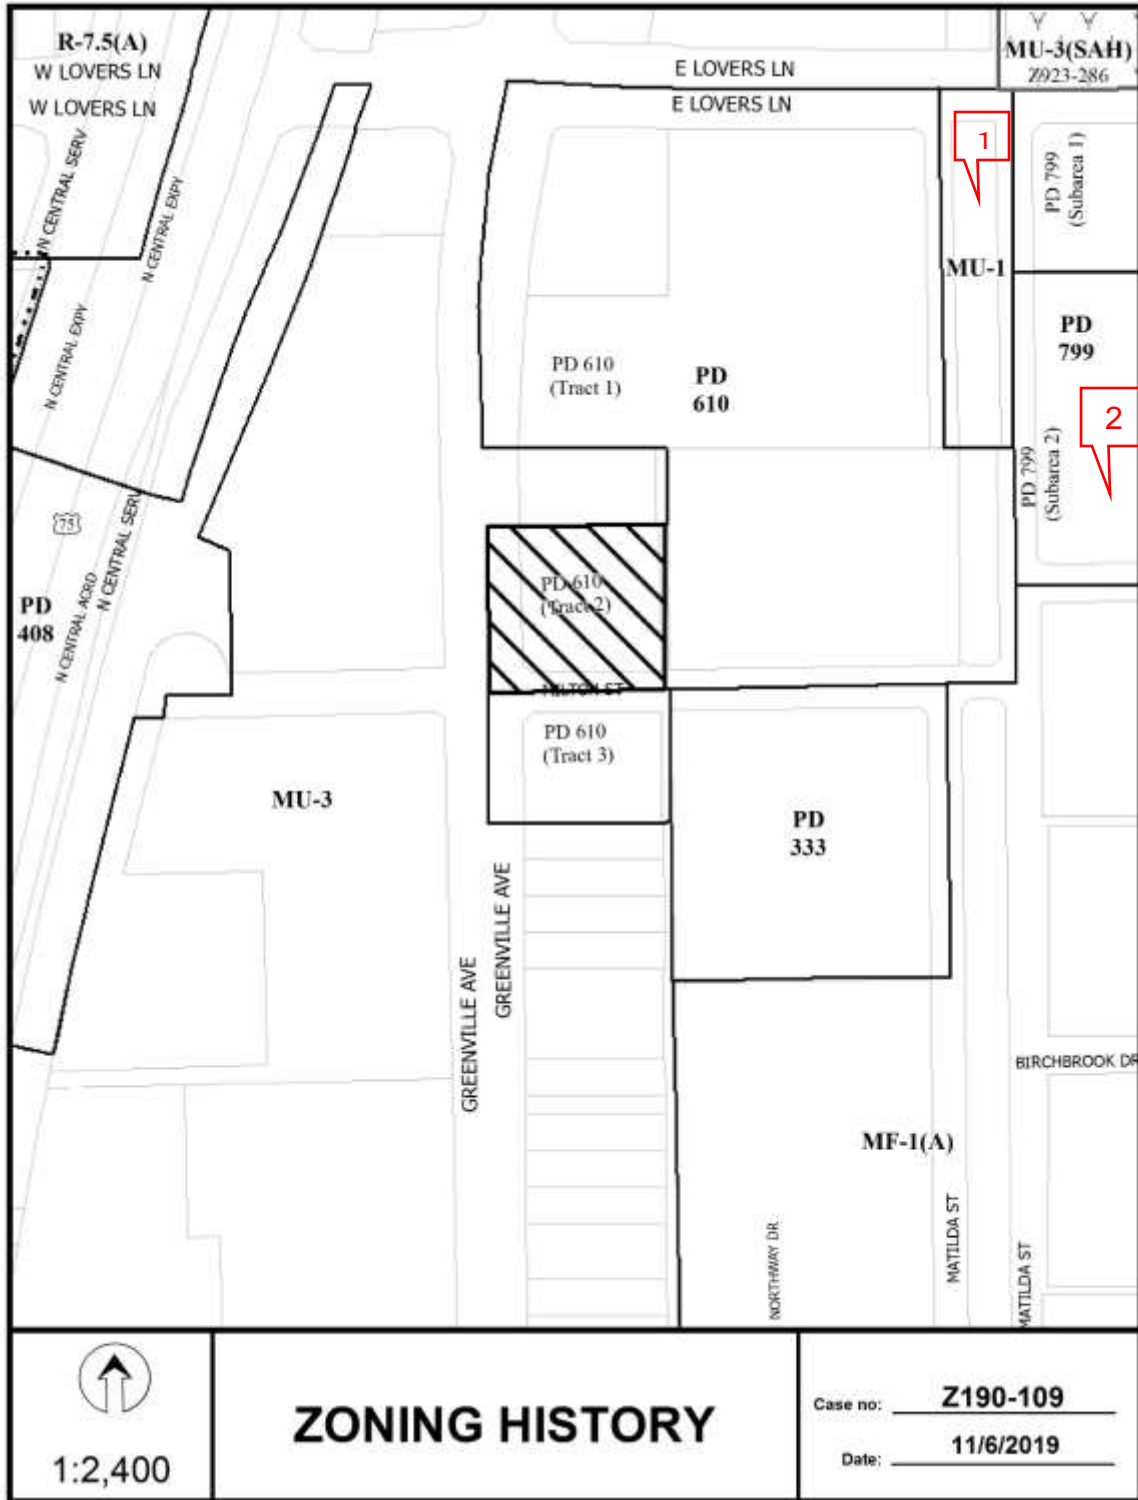 R-7.5(A)
W LOVERS LN
W LOVERS LN
E LOVERS LN
E LOVERS LN
MU-3(SAH)
Z923-286
1
PD 799
(Subarea 1)
N CENTRAL SERV
N CENTRAL EXPY
N CENTRAL EXPY
MU-1
PD
799
PD 610
(Tract 1)
PD
610
2
PD 799
(Subarea 2)
75
N CENTRAL SERV
PD
408
N CENTRAL ACRD
PD 610
(Tract 2)
MILTON ST
PD 610
(Tract 3)
MU-3
PD
333
GREENVILLE AVE
GREENVILLE AVE
BIRCHBROOK DR
MF-1(A)
NORTHWAY DR
MATILDA ST
MATILDA ST
1:2,400
ZONING HISTORY
Case no: Z190-109
Date: 11/6/2019